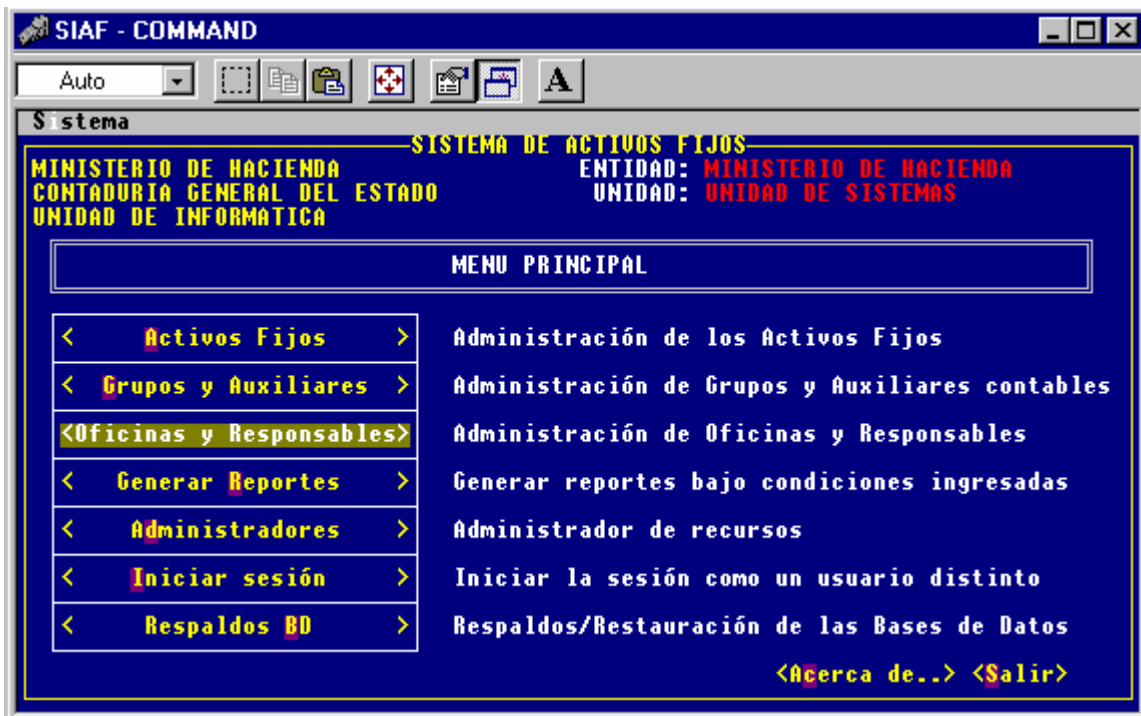 SIAF - COMMAND
Auto
A
Sistema
SISTEMA DE ACTIVOS FIJOS
MINISTERIO DE HACIENDA ENTIDAD: MINISTERIO DE HACIENDA
CONTADURIA GENERAL DEL ESTADO UNIDAD: UNIDAD DE SISTEMAS
UNIDAD DE INFORMATICA
MENU PRINCIPAL
< Activos Fijos > Administración de los Activos Fijos
< Grupos y Auxiliares > Administración de Grupos y Auxiliares contables
<Oficinas y Responsables> Administración de Oficinas y Responsables
< Generar Reportes > Generar reportes bajo condiciones ingresadas
< Administradores > Administrador de recursos
< Iniciar sesión > Iniciar la sesión como un usuario distinto
< Respaldos BD > Respaldos/Restauración de las Bases de Datos
<Acerca de..> <Salir>